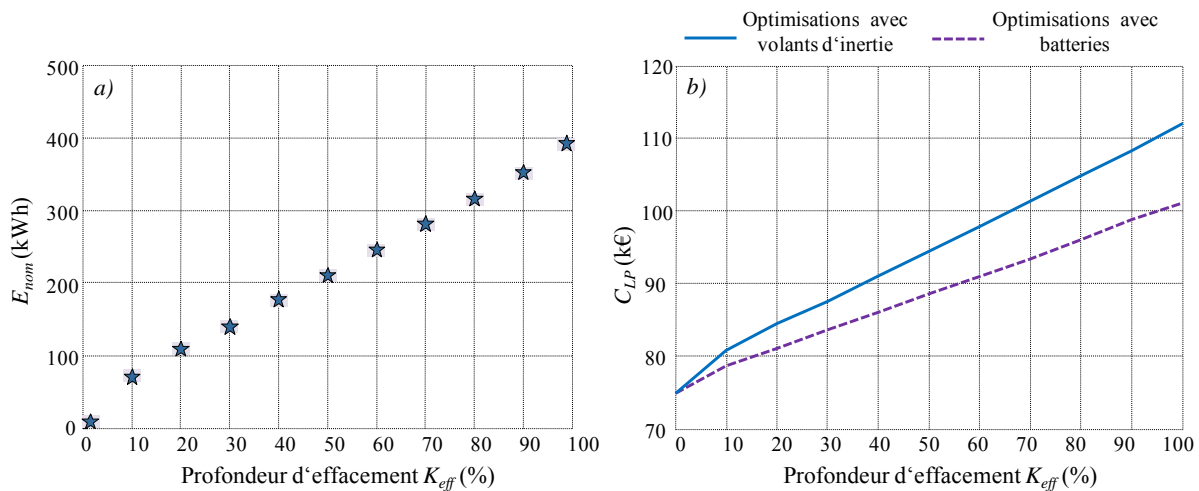 Optimisations avec
volants d‘inertie
Optimisations avec
batteries
a)
500
400
300
200
100
0
E_nom (kWh)
0 10 20 30 40 50 60 70 80 90 100
Profondeur d‘effacement K_eff (%)
b)
120
110
100
90
80
70
C_LP (k€)
0 10 20 30 40 50 60 70 80 90 100
Profondeur d‘effacement K_eff (%)